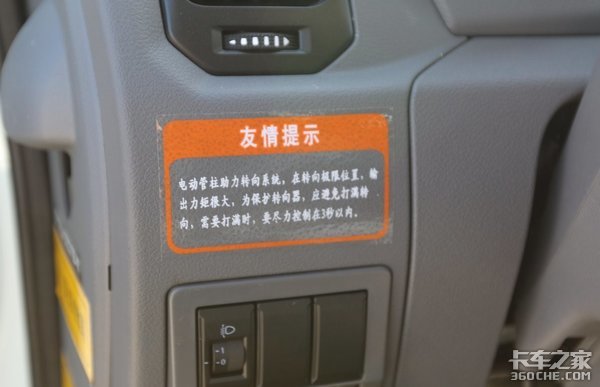 友情提示
电动管柱助力转向系统，在转向极限位置，输
出力矩很大，为保护转向器，应避免打满转
向，需要打满时，要尽力控制在3秒以内。
1
0
卡车之家
360CHE.COM